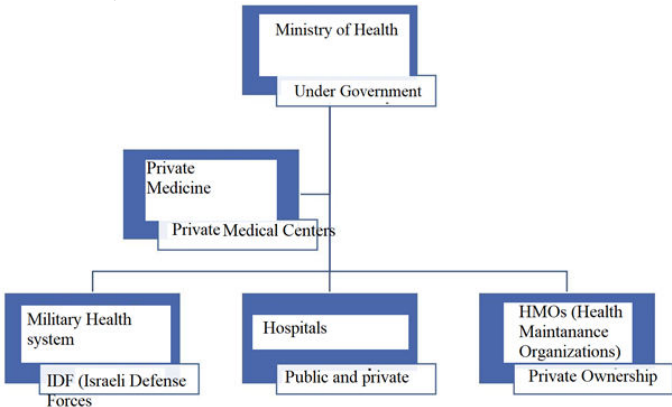 Ministry of Health
Under Government
Private
Medicine
Private Medical Centers
Military Health
system
IDF (Israeli Defense
Forces
Hospitals
Public and private
HMOs (Health
Maintanance
Organizations)
Private Ownership